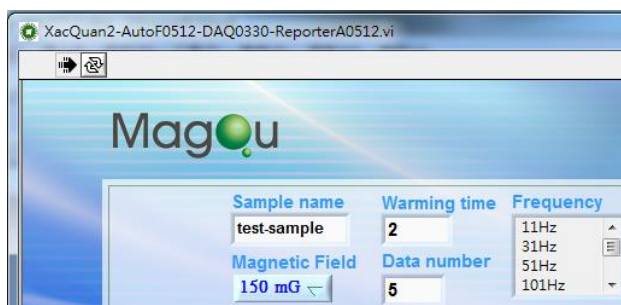 XacQuan2-AutoF0512-DAQ0330-ReporterA0512.vi
MagQu
Sample name Warming time Frequency
test-sample 2 11Hz
31Hz
Magnetic Field Data number 51Hz
150 mG 5 101Hz